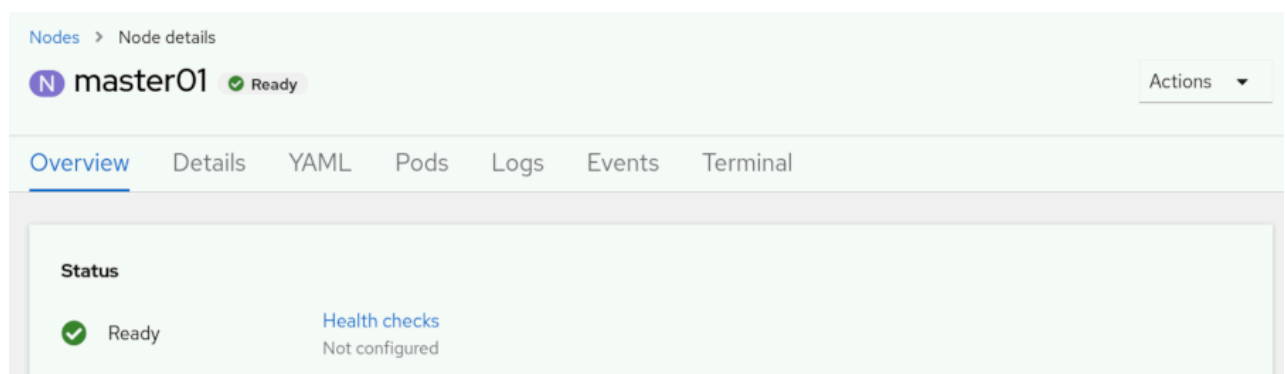 Nodes > Node details
N master01 Ready
Actions
Overview Details YAML Pods Logs Events Terminal
Status
Ready Health checks
Not configured